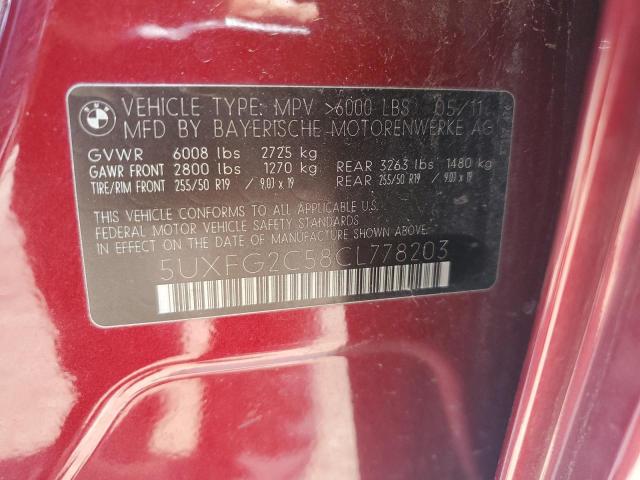 BMW
VEHICLE TYPE: MPV >6000 LBS 05/11
MFD BY BAYERISCHE MOTORENWERKE AG
GVWR 6008 lbs 2725 kg
GAWR FRONT 2800 lbs 1270 kg REAR 3263 lbs 1480 kg
TIRE/RIM FRONT 255/50 R19 / 9.0J x 19 REAR 255/50 R19 / 9.0J x 19
THIS VEHICLE CONFORMS TO ALL APPLICABLE U.S.
FEDERAL MOTOR VEHICLE SAFETY STANDARDS
IN EFFECT ON THE DATE OF MANUFACTURE SHOWN ABOVE.
5UXFG2C58CL778203